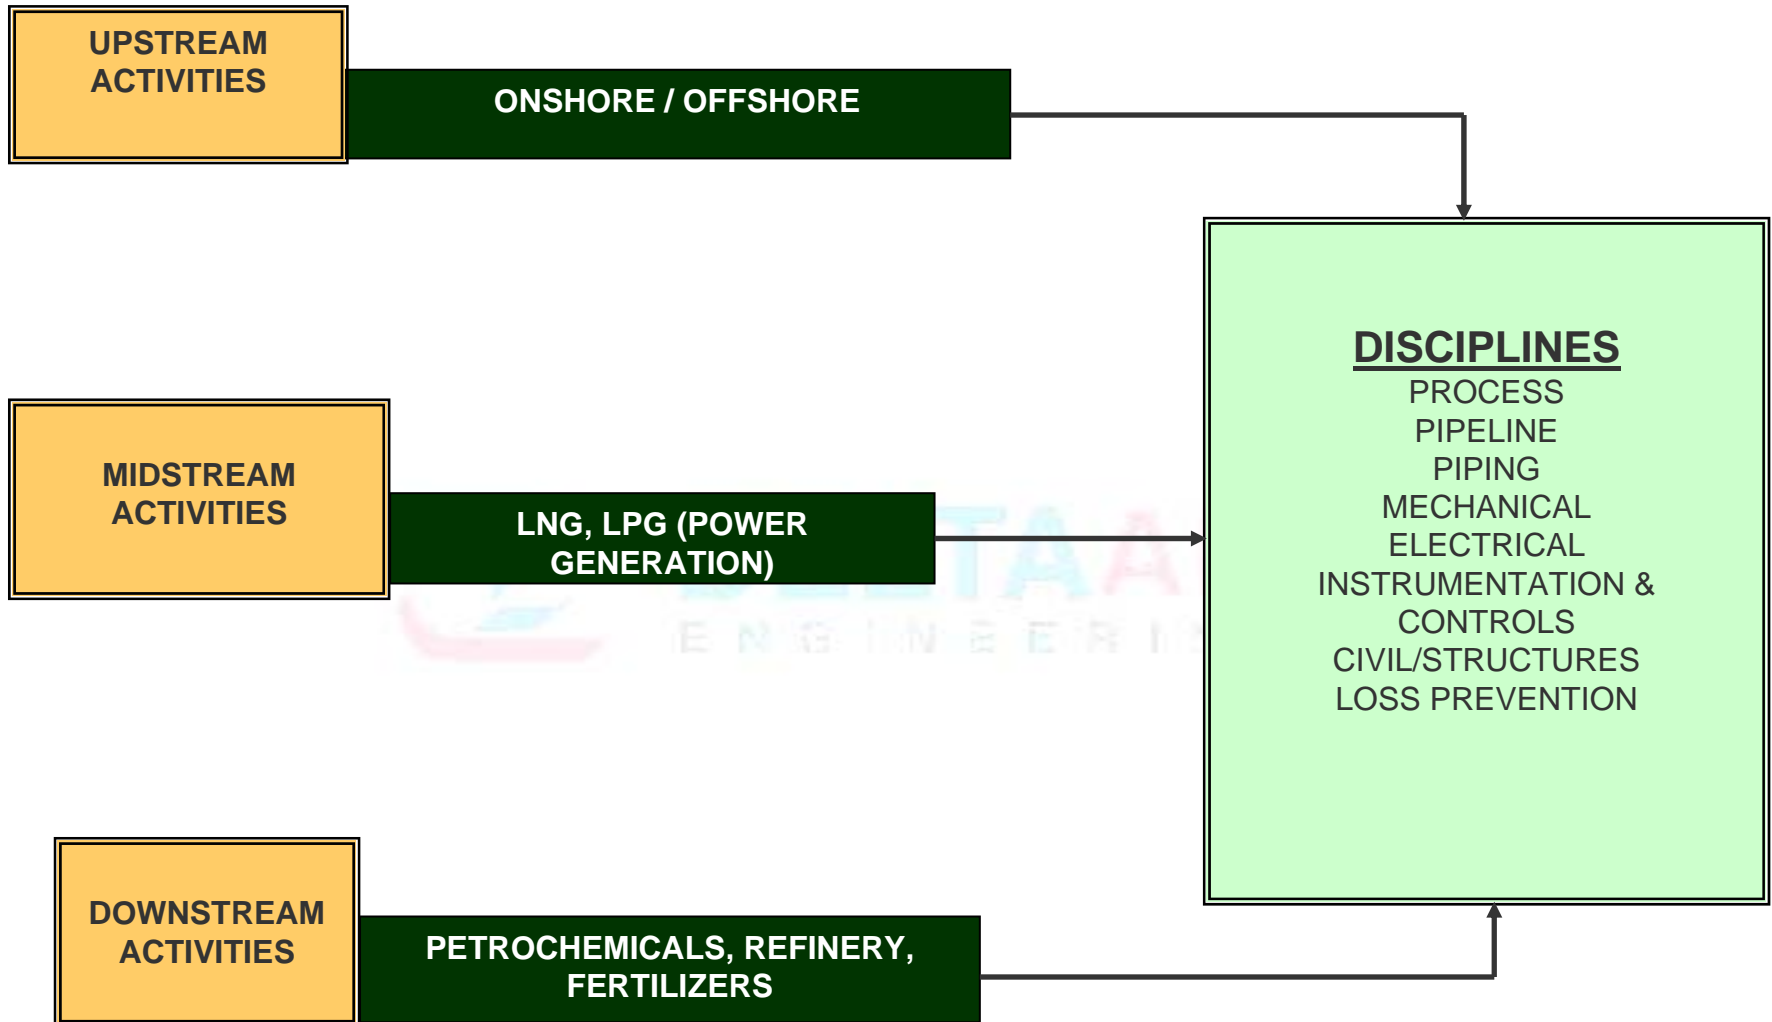 UPSTREAM
ACTIVITIES
ONSHORE / OFFSHORE
DISCIPLINES
PROCESS
PIPELINE
PIPING
MECHANICAL
ELECTRICAL
INSTRUMENTATION &
CONTROLS
CIVIL/STRUCTURES
LOSS PREVENTION
MIDSTREAM
ACTIVITIES
LNG, LPG (POWER
GENERATION)
DOWNSTREAM
ACTIVITIES
PETROCHEMICALS, REFINERY,
FERTILIZERS